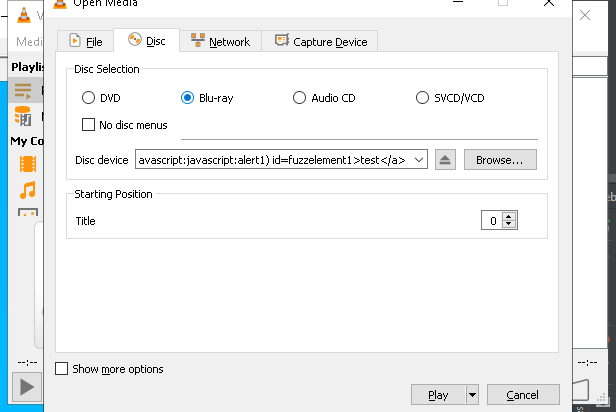 Open Media
V
Medi
File
Disc
Network
Capture Device
Playlis
Disc Selection
DVD
Blu-ray
Audio CD
SVCD/VCD
No disc menus
My Co
Disc device
avascript:javascript:alert1) id=fuzzelement1>test</a>
Browse...
Starting Position
Title
0
--:--
--:--
Show more options
Play
Cancel